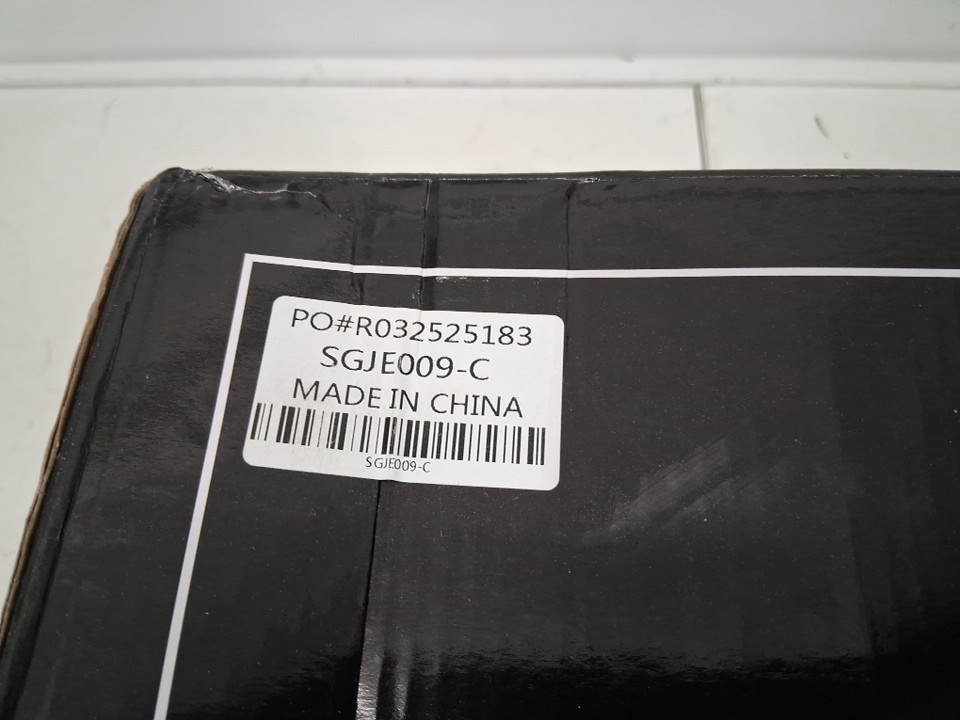 PO#R032525183
SGJE009-C
MADE IN CHINA
SGJE009-C